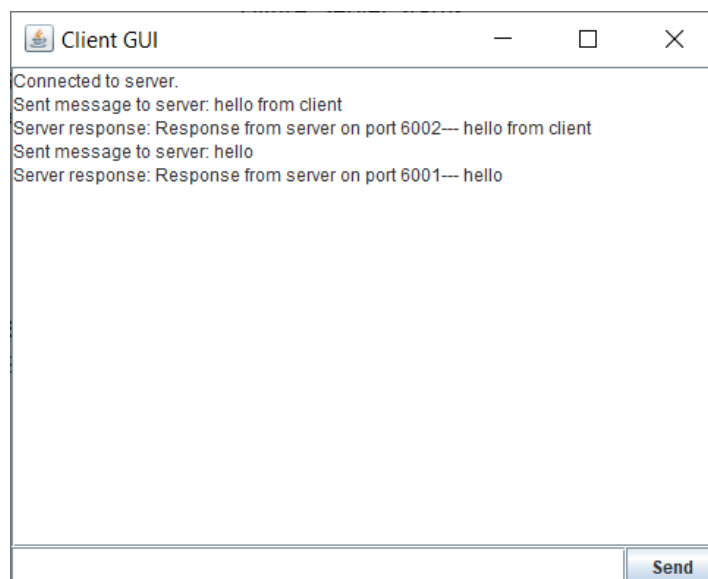 Client GUI
Connected to server.
Sent message to server: hello from client
Server response: Response from server on port 6002--- hello from client
Sent message to server: hello
Server response: Response from server on port 6001--- hello
Send